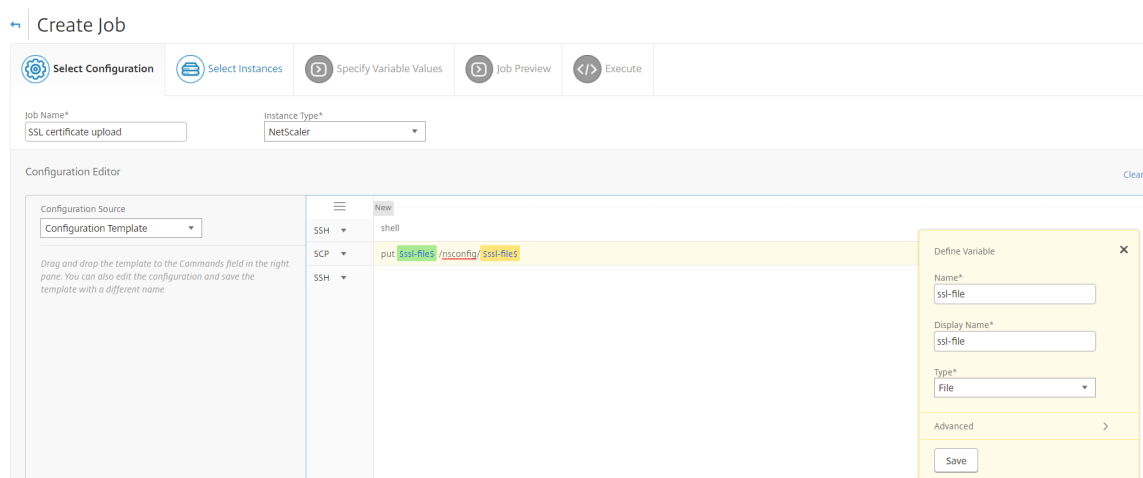 Create Job
Select Configuration
Select Instances
Specify Variable Values
Job Preview
Execute
Job Name*
Instance Type*
SSL certificate upload
NetScaler
Configuration Editor
Clear
Configuration Source
Configuration Template
Drag and drop the template to the Commands field in the right
pane. You can also edit the configuration and save the
template with a different name
New
SSH
shell
SCP
put $ssl-file$ /nsconfig/$ssl-file$
SSH
Define Variable
Name*
ssl-file
Display Name*
ssl-file
Type*
File
Advanced
Save